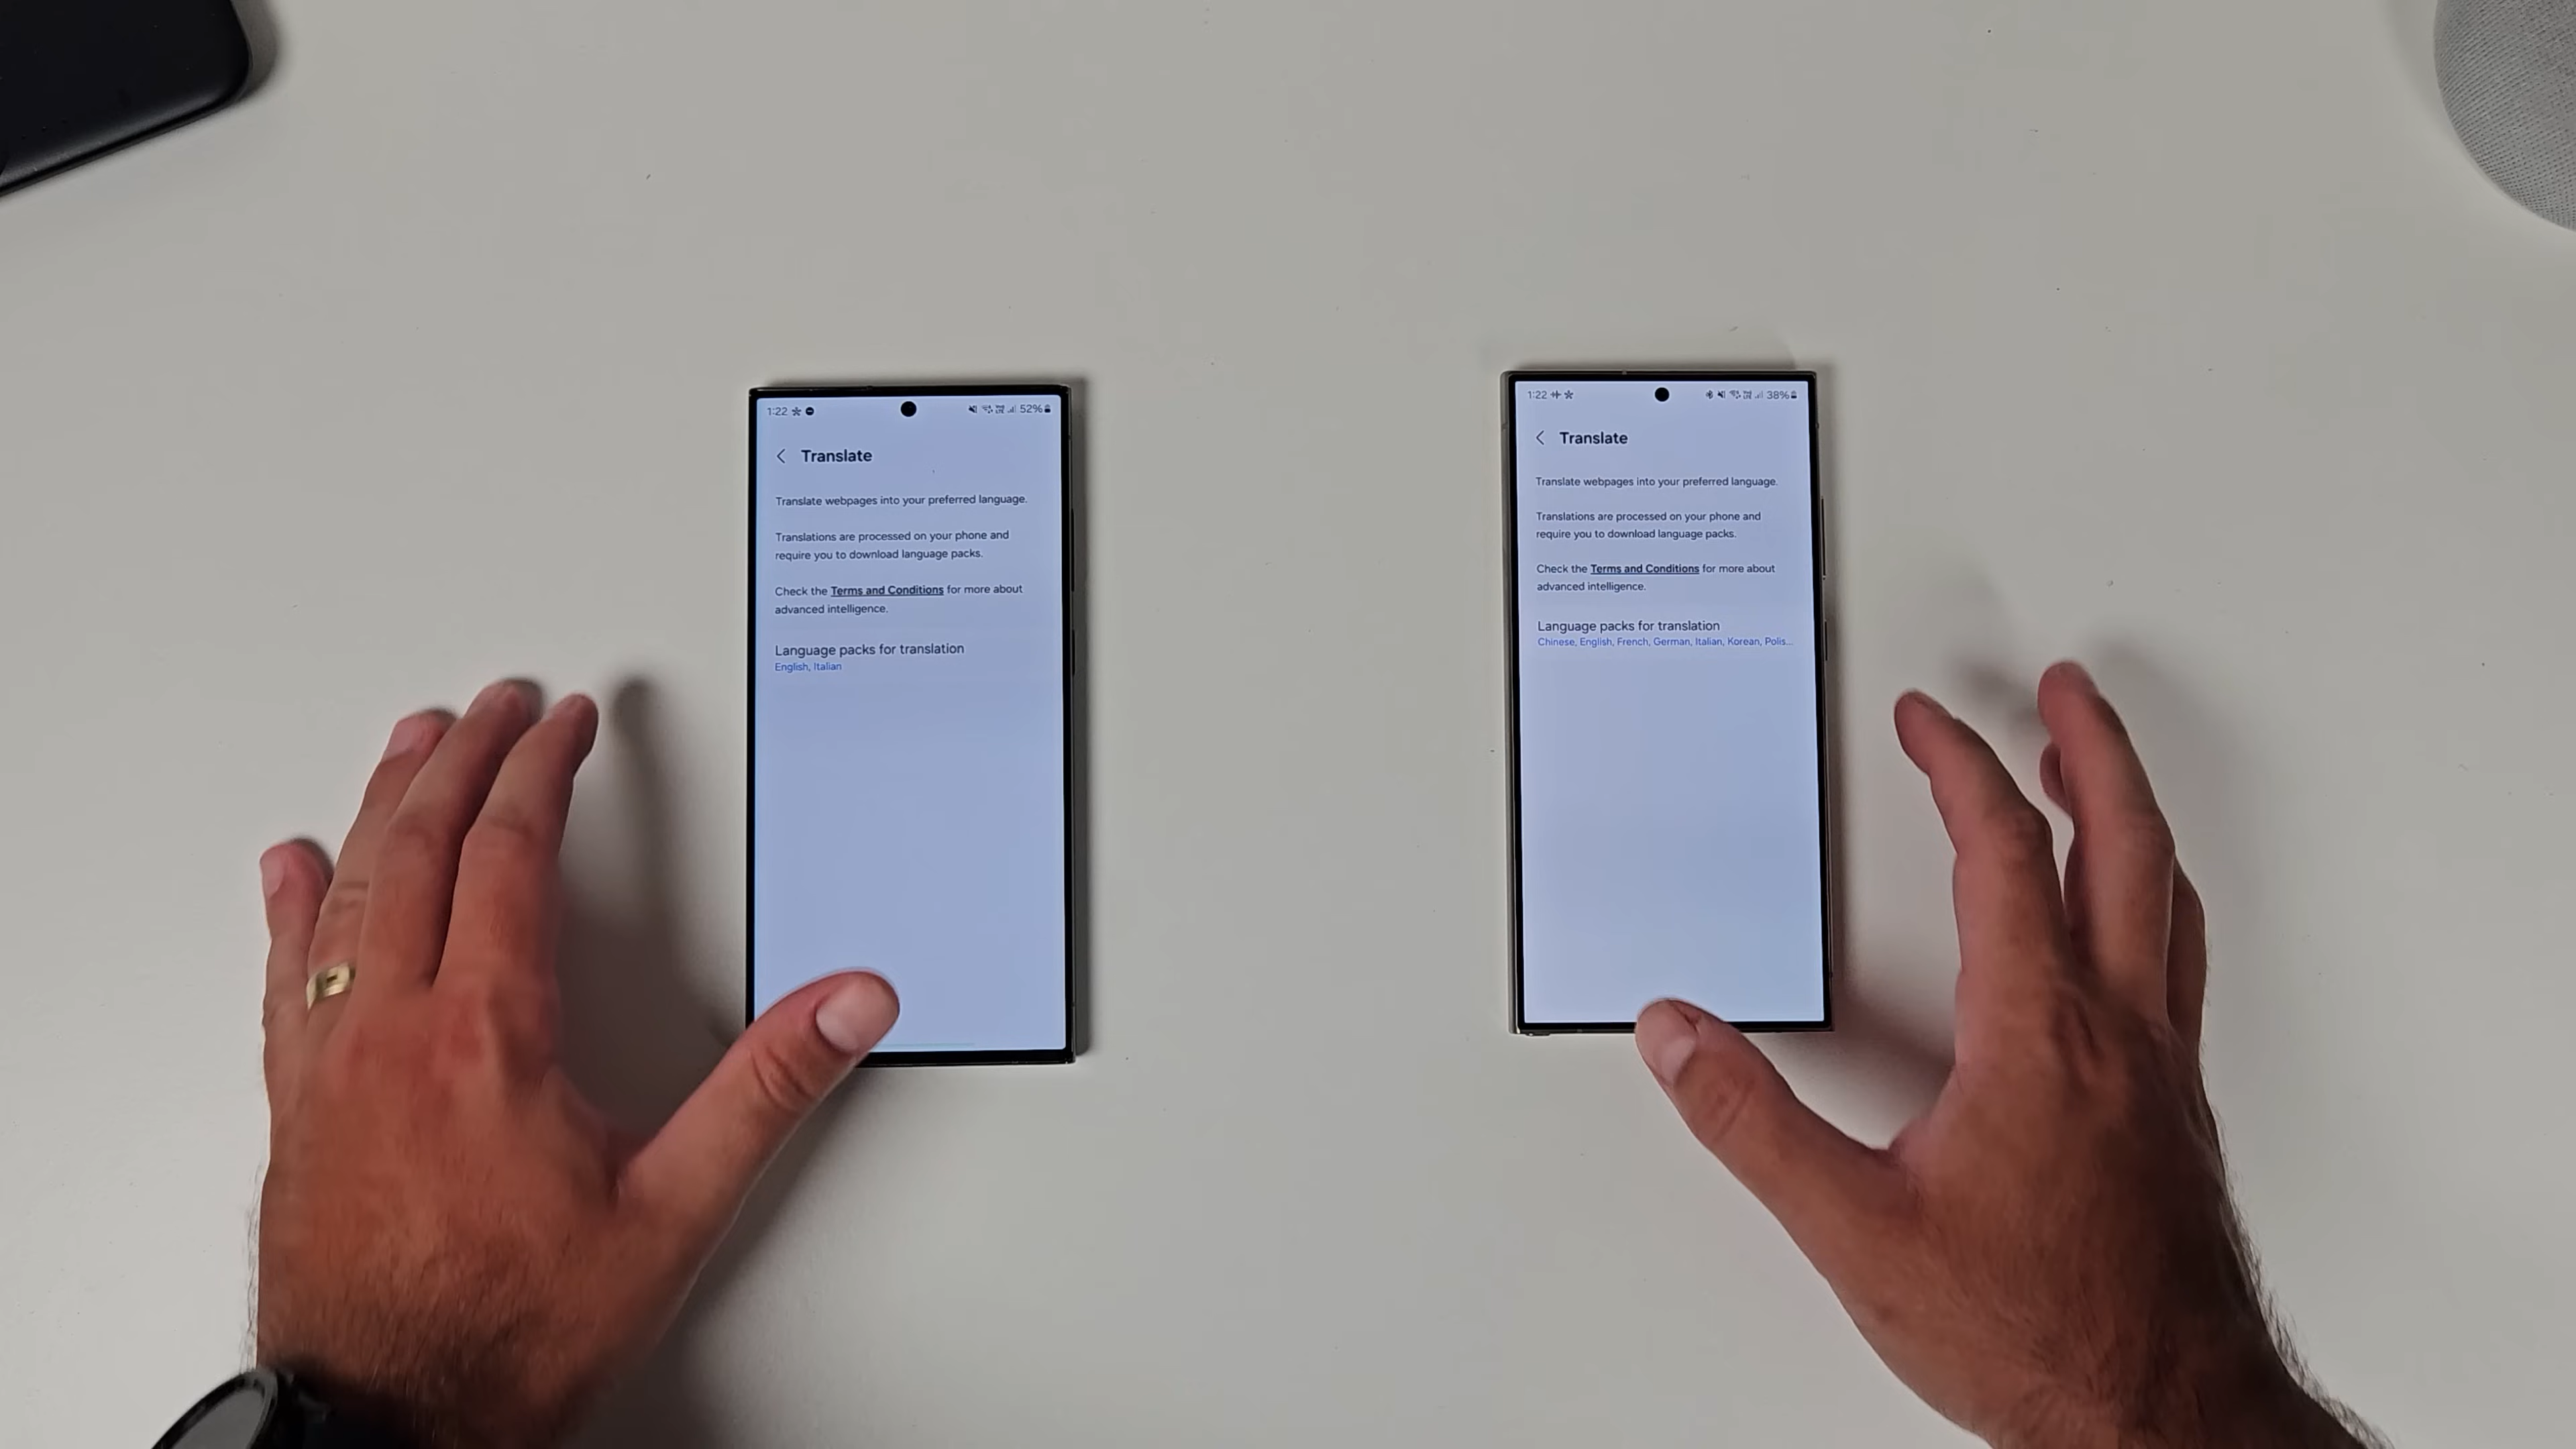 1:22
52%
Translate
Translate webpages into your preferred language.
Translations are processed on your phone and
require you to download language packs.
Check the Terms and Conditions for more about
advanced intelligence.
Language packs for translation
English, Italian
1:22
38%
Translate
Translate webpages into your preferred language.
Translations are processed on your phone and
require you to download language packs.
Check the Terms and Conditions for more about
advanced intelligence.
Language packs for translation
Chinese, English, French, German, Italian, Korean, Polis...